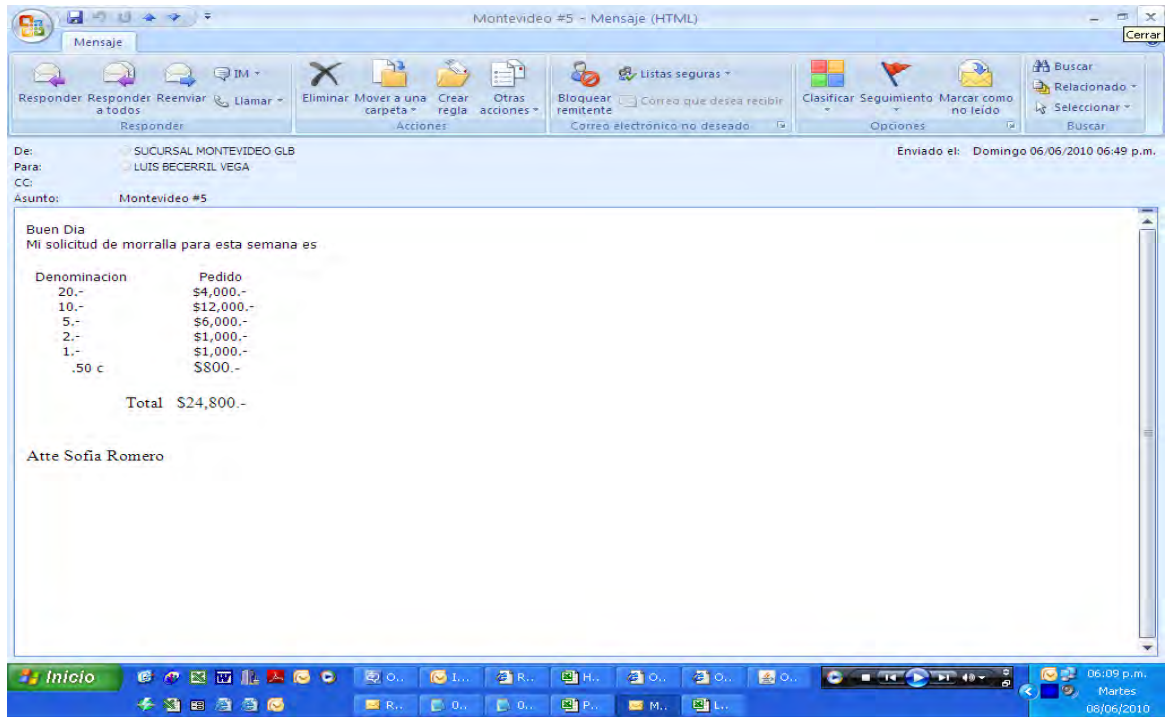 Montevideo #5 - Mensaje (HTML)
Cerrar
Mensaje
Responder Responder a todos Reenviar IM Llamar
Eliminar Mover a una carpeta Crear regla Otras acciones
Bloquear remitente Listas seguras Correo que desea recibir
Clasificar Seguimiento Marcar como no leído
Buscar Relacionado Seleccionar
Responder Acciones Correo electrónico no deseado Opciones Buscar
De: SUCURSAL MONTEVIDEO GLB Enviado el: Domingo 06/06/2010 06:49 p.m.
Para: LUIS BECERRIL VEGA
CC:
Asunto: Montevideo #5
Buen Dia
Mi solicitud de morralla para esta semana es
Denominacion Pedido
20.- $4,000.-
10.- $12,000.-
5.- $6,000.-
2.- $1,000.-
1.- $1,000.-
.50 c $800.-
Total $24,800.-
Atte Sofia Romero
Inicio O... I... R... H... O... O... O... 06:09 p.m.
R... 0... 0... P... M... L... Martes
08/06/2010